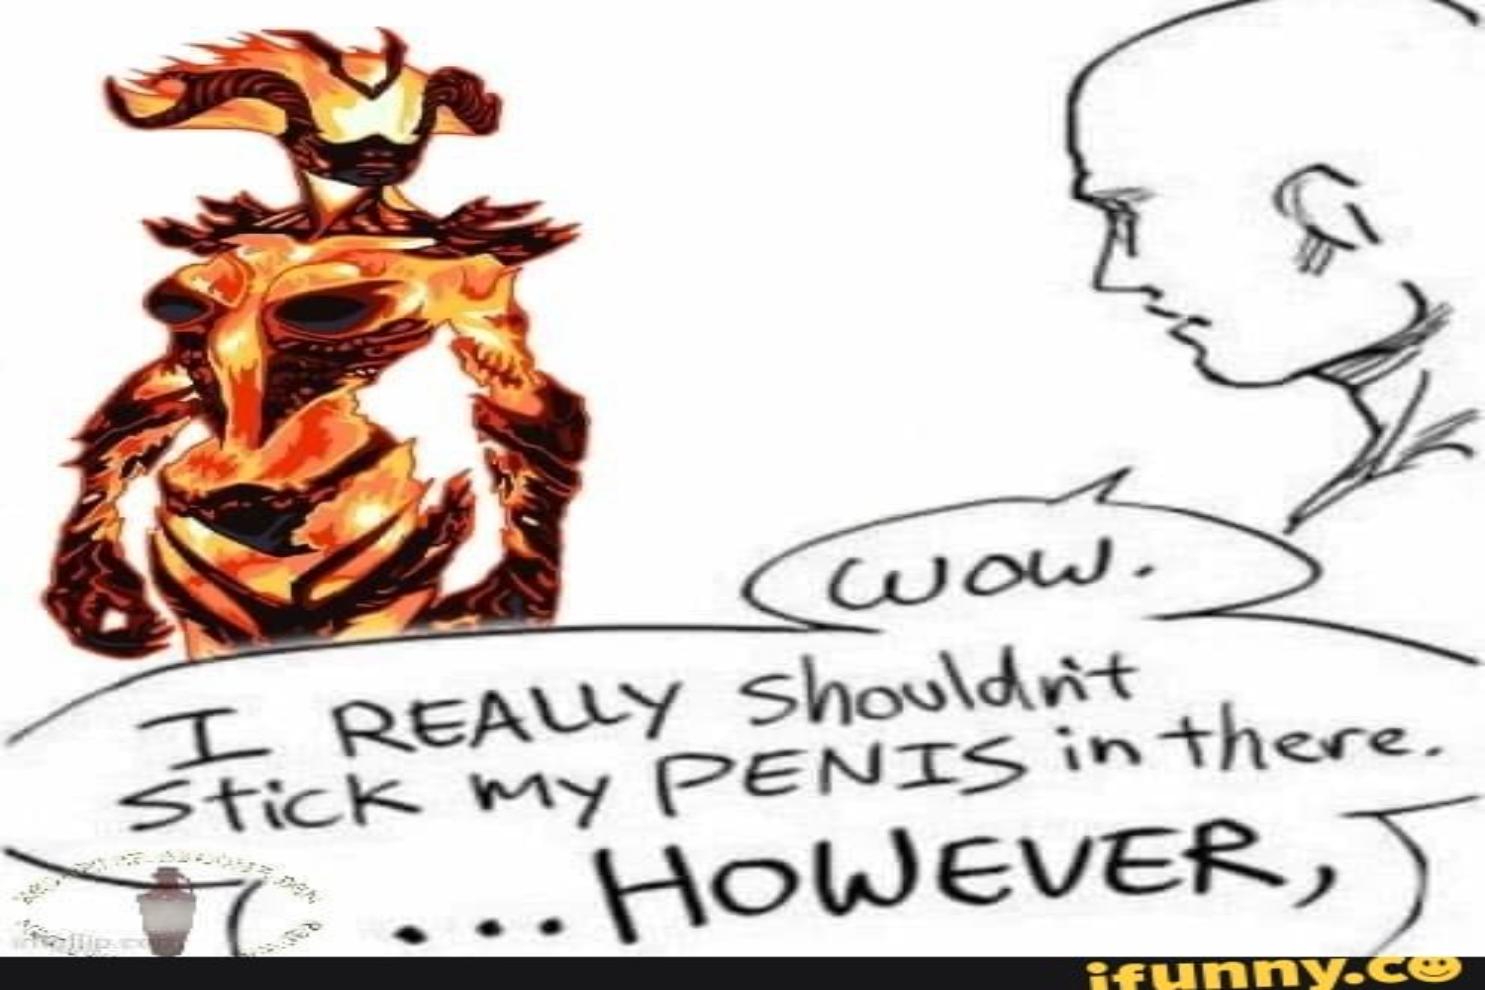 wow.
I REALLY shouldn't
stick my PENIS in there.
...HOWEVER,
ifunny.co